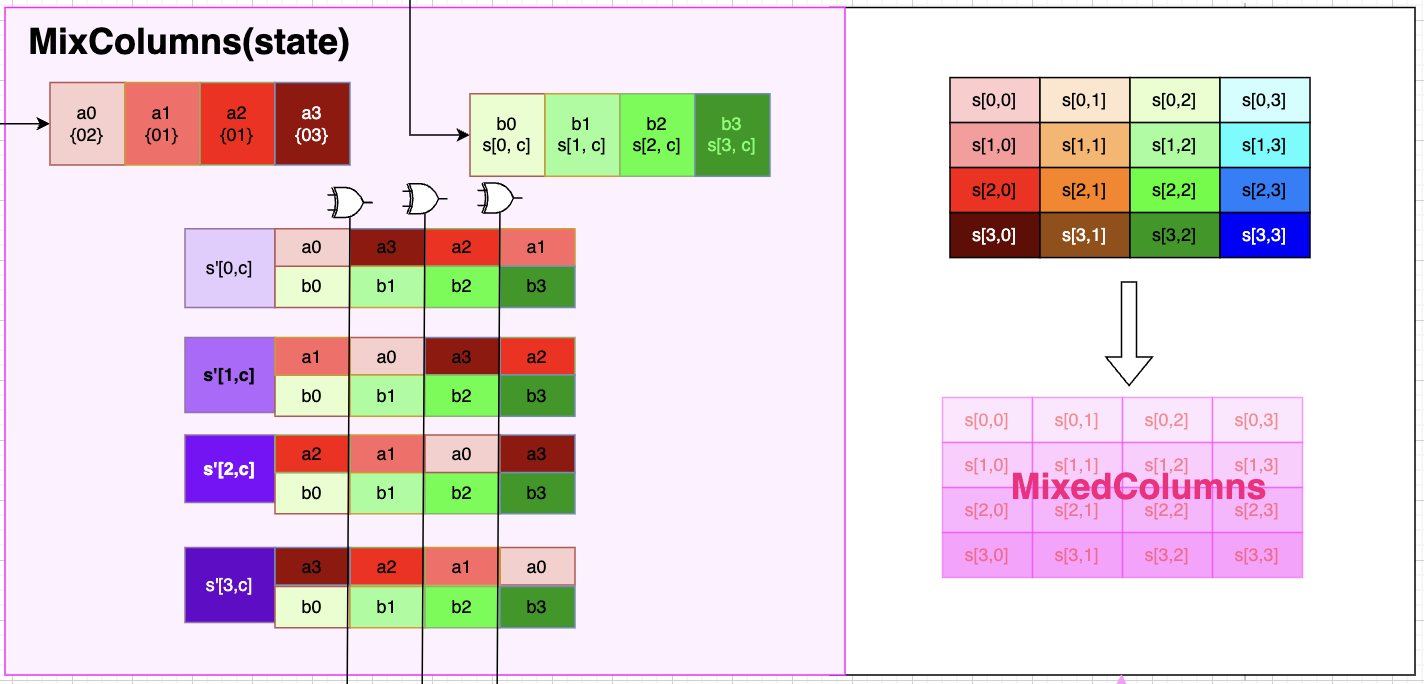 MixColumns(state)
a0 a1 a2 a3
{02} {01} {01} {03}
b0 b1 b2 b3
s[0, c] s[1, c] s[2, c] s[3, c]
s'[0,c] a0 a3 a2 a1
b0 b1 b2 b3
s'[1,c] a1 a0 a3 a2
b0 b1 b2 b3
s'[2,c] a2 a1 a0 a3
b0 b1 b2 b3
s'[3,c] a3 a2 a1 a0
b0 b1 b2 b3
s[0,0] s[0,1] s[0,2] s[0,3]
s[1,0] s[1,1] s[1,2] s[1,3]
s[2,0] s[2,1] s[2,2] s[2,3]
s[3,0] s[3,1] s[3,2] s[3,3]
s[0,0] s[0,1] s[0,2] s[0,3]
s[1,0] s[1,1] s[1,2] s[1,3]
MixedColumns
s[2,0] s[2,1] s[2,2] s[2,3]
s[3,0] s[3,1] s[3,2] s[3,3]